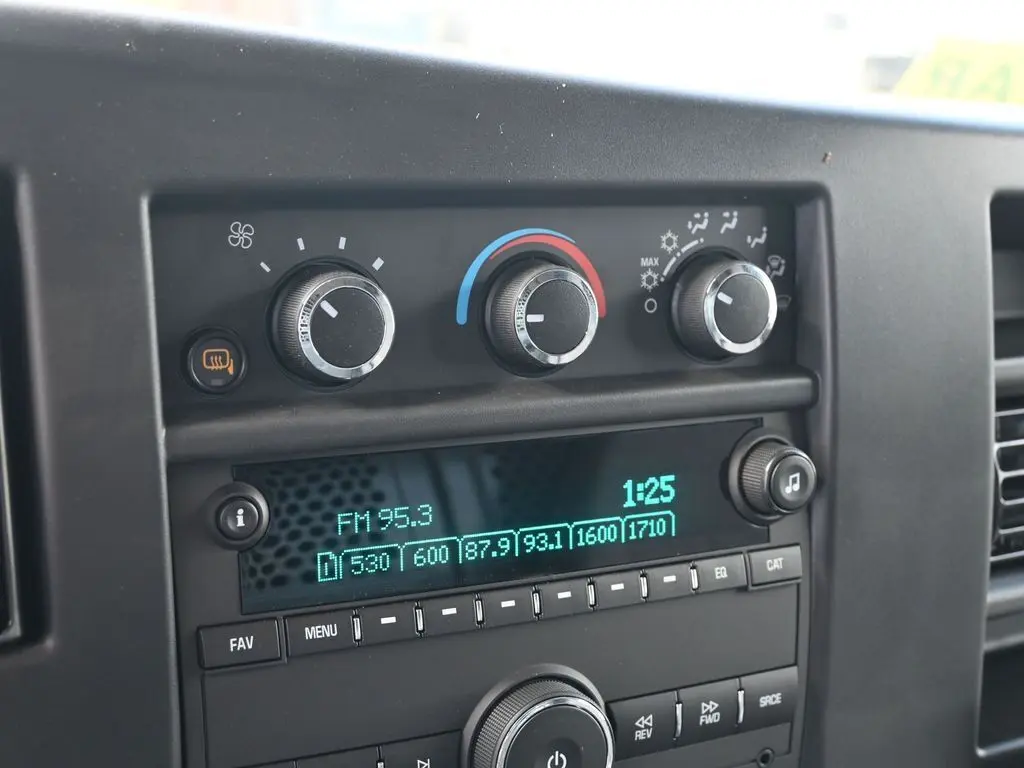 MAX
1:25
FM 95.3
1 530 600 87.9 93.1 1600 1710
EQ CAT
FAV MENU
REV FWD SRCE